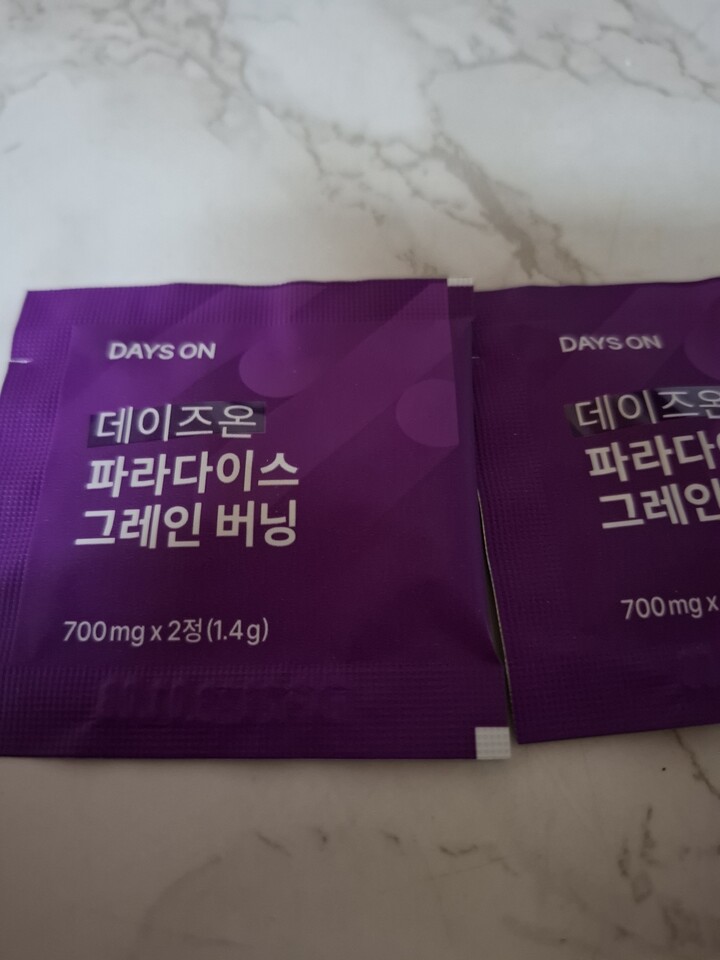 DAYS ON
데이즈온
파라다이스
그레인 버닝
700mg x 2정(1.4g)
DAYS ON
데이즈온
파라다
그레인
700mg x